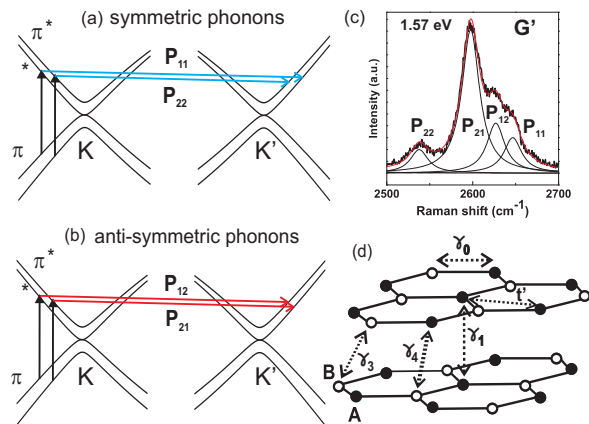 (a) symmetric phonons
π*
*
P11
P22
π
K
K'
(b) anti-symmetric phonons
π*
*
P12
P21
π
K
K'
(c)
1.57 eV
G'
Intensity (a.u.)
P22
P21
P12
P11
2500
2600
2700
Raman shift (cm-1)
(d)
γ0
t'
γ1
γ3
γ4
B
A